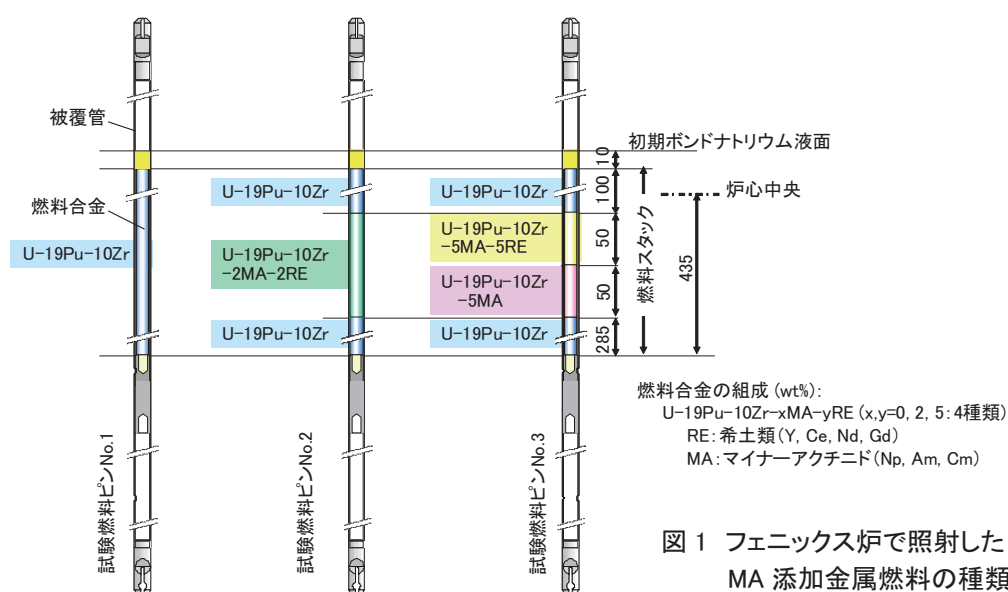 被覆管
初期ボンドナトリウム液面
10
燃料合金
U-19Pu-10Zr
U-19Pu-10Zr
100
炉心中央
U-19Pu-10Zr
U-19Pu-10Zr
-2MA-2RE
U-19Pu-10Zr
-5MA-5RE
50
燃料スタック
435
U-19Pu-10Zr
-5MA
50
U-19Pu-10Zr
U-19Pu-10Zr
285
燃料合金の組成 (wt%):
U-19Pu-10Zr-xMA-yRE (x,y=0, 2, 5:4種類)
RE:希土類(Y, Ce, Nd, Gd)
MA:マイナーアクチニド(Np, Am, Cm)
試験燃料ピンNo.1
試験燃料ピンNo.2
試験燃料ピンNo.3
図 1 フェニックス炉で照射した
MA 添加金属燃料の種類